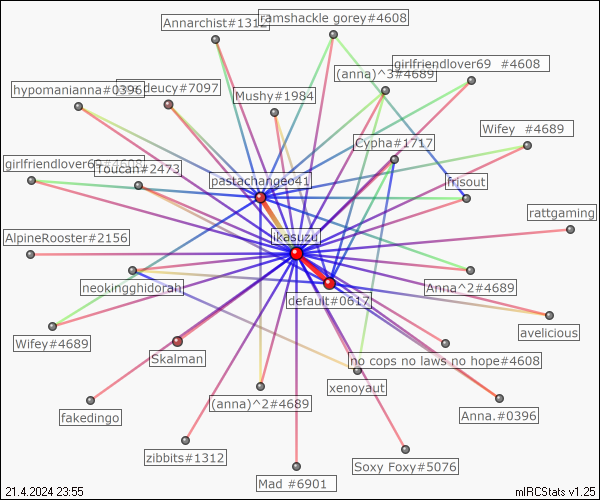 Annarchist#1312
ramshackle gorey#4608
girlfriendlover69 #4608
(anna)^3#4689
hypomanianna#0396
deucy#7097
Mushy#1984
Wifey #4689
Cypha#1717
girlfriendlover69#4608
Toucan#2473
pastachangeo41
frisout
rattgaming
AlpineRooster#2156
ikasuzu
neokingghidorah
default#0617
Anna^2#4689
avelicious
Wifey#4689
Skalman
no cops no laws no hope#4608
xenoyaut
(anna)^2#4689
Anna.#0396
fakedingo
zibbits#1312
Soxy Foxy#5076
Mad #6901
21.4.2024 23:55
mIRCStats v1.25